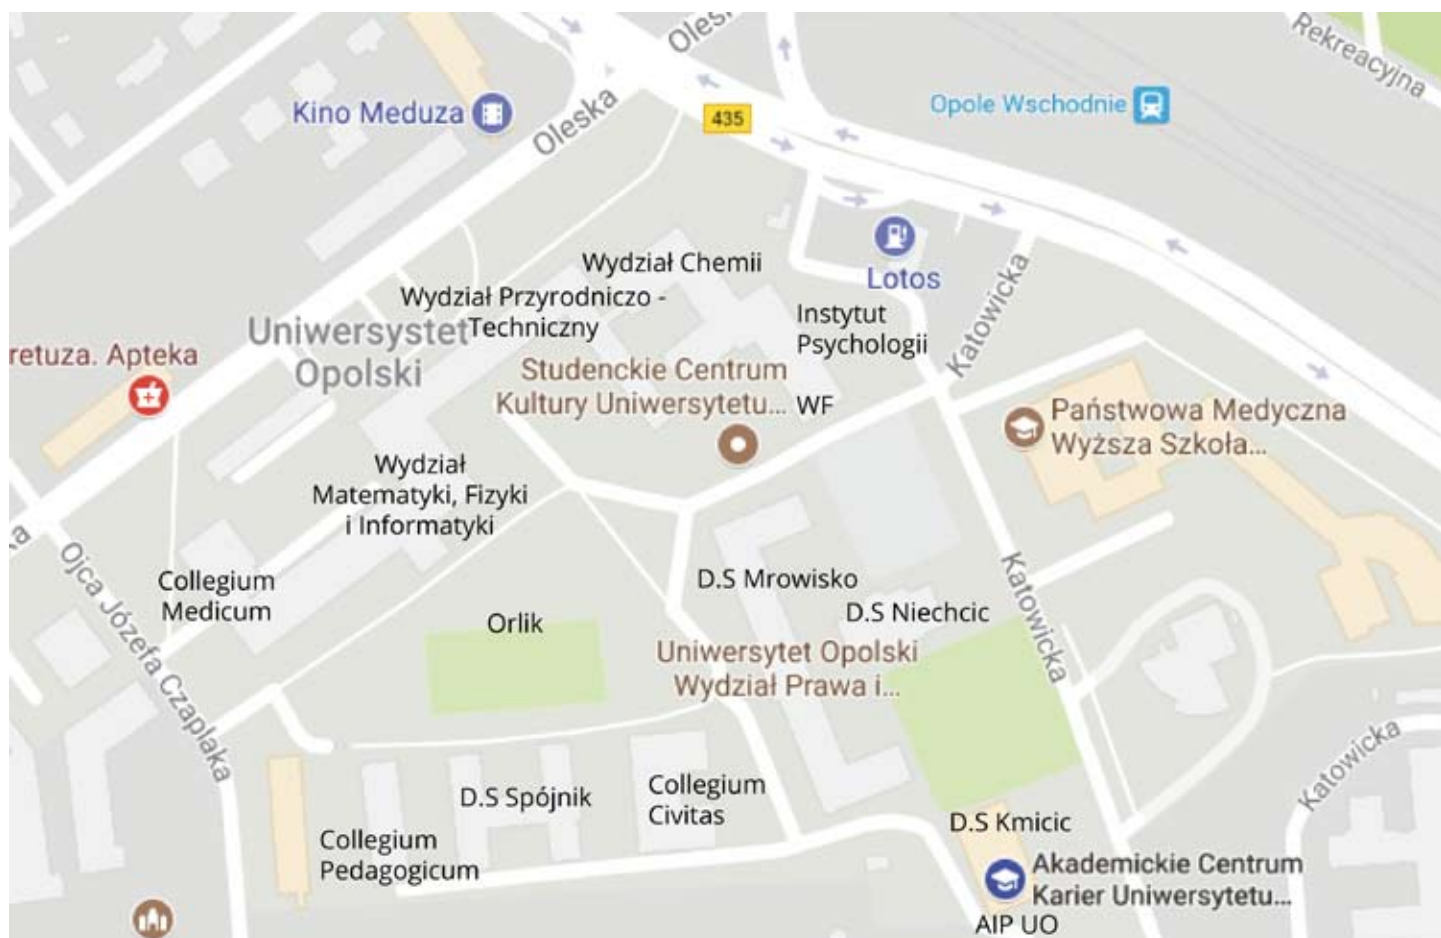 Oleska
Rekreacyjna
Kino Meduza
Oleska
435
Opole Wschodnie
Wydział Chemii
Lotos
Wydział Przyrodniczo -
Techniczny
Instytut
Psychologii
Katowicka
Uniwersystet
Opolski
retuza. Apteka
Studenckie Centrum
Kultury Uniwersytetu...
WF
Państwowa Medyczna
Wyższa Szkoła...
Wydział
Matematyki, Fizyki
i Informatyki
Ojca Józefa Czaplaka
Collegium
Medicum
D.S Mrowisko
D.S Niechcic
Katowicka
Orlik
Uniwersytet Opolski
Wydział Prawa i...
Katowicka
D.S Spójnik
Collegium
Civitas
D.S Kmicic
Collegium
Pedagogicum
Akademickie Centrum
Karier Uniwersytetu...
AIP UO